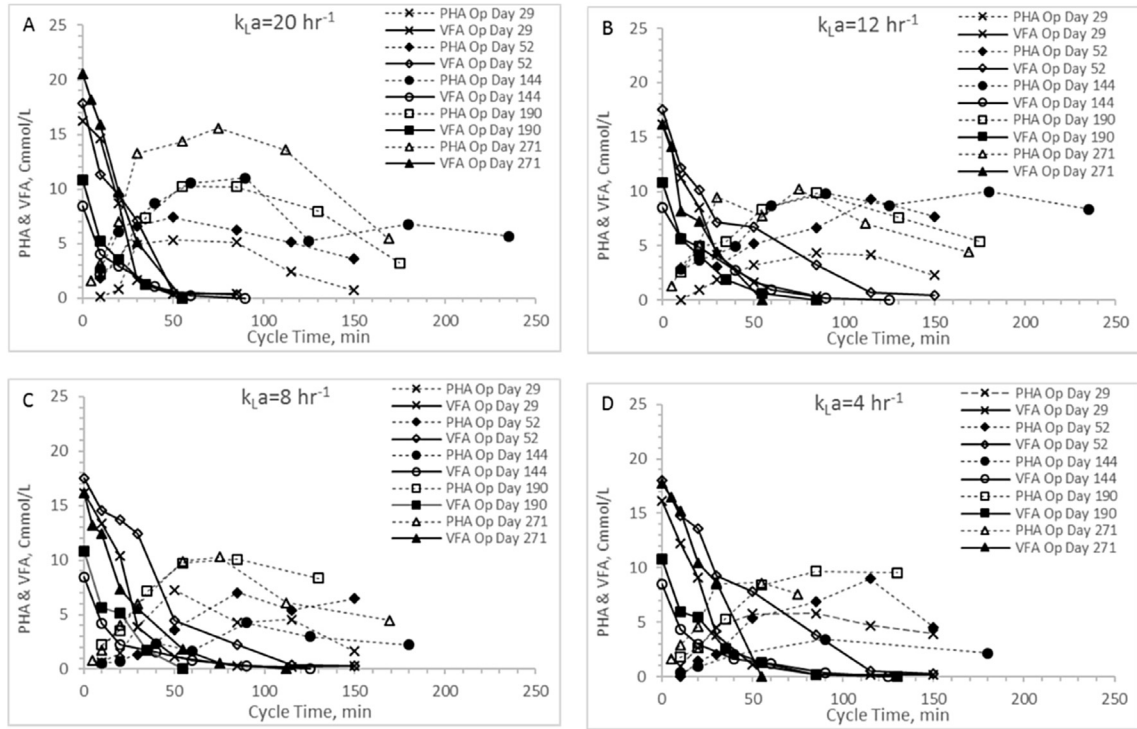 A
kLa=20 hr-1
PHA & VFA, Cmmol/L
25
20
15
10
5
0
0
50
100
150
200
250
Cycle Time, min
PHA Op Day 29
VFA Op Day 29
PHA Op Day 52
VFA Op Day 52
PHA Op Day 144
VFA Op Day 144
PHA Op Day 190
VFA Op Day 190
PHA Op Day 271
VFA Op Day 271
B
kLa=12 hr-1
PHA & VFA, Cmmol/L
25
20
15
10
5
0
0
50
100
150
200
250
Cycle Time, min
PHA Op Day 29
VFA Op Day 29
PHA Op Day 52
VFA Op Day 52
PHA Op Day 144
VFA Op Day 144
PHA Op Day 190
VFA Op Day 190
PHA Op Day 271
VFA Op Day 271
C
kLa=8 hr-1
PHA & VFA, Cmmol/L
25
20
15
10
5
0
0
50
100
150
200
250
Cycle Time, min
PHA Op Day 29
VFA Op Day 29
PHA Op Day 52
VFA Op Day 52
PHA Op Day 144
VFA Op Day 144
PHA Op Day 190
VFA Op Day 190
PHA Op Day 271
VFA Op Day 271
D
kLa=4 hr-1
PHA & VFA, Cmmol/L
25
20
15
10
5
0
0
50
100
150
200
250
Cycle Time, min
PHA Op Day 29
VFA Op Day 29
PHA Op Day 52
VFA Op Day 52
PHA Op Day 144
VFA Op Day 144
PHA Op Day 190
VFA Op Day 190
PHA Op Day 271
VFA Op Day 271